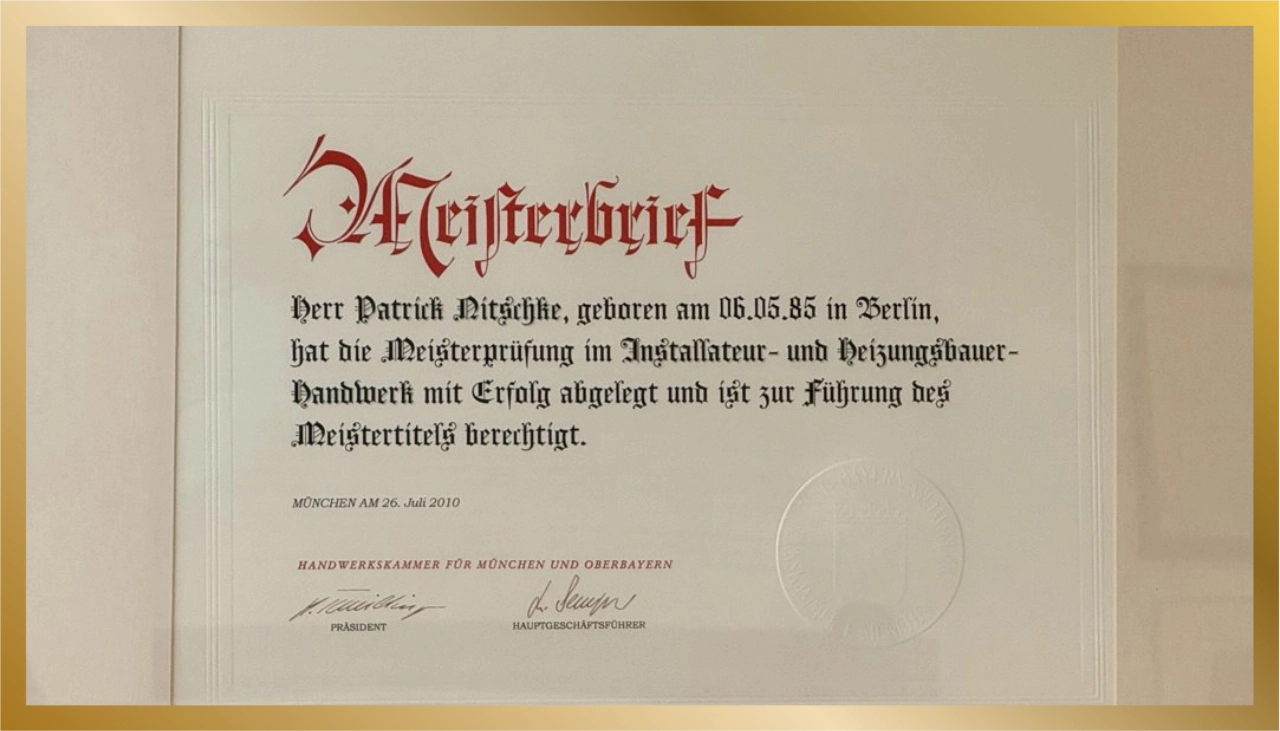 Meisterbrief
Herr Patrick Nitschke, geboren am 06.05.85 in Berlin,
hat die Meisterprüfung im Installateur- und Heizungsbauer-
Handwerk mit Erfolg abgelegt und ist zur Führung des
Meistertitels berechtigt.
MÜNCHEN AM 26. Juli 2010
HANDWERKSKAMMER FÜR MÜNCHEN UND OBERBAYERN
PRÄSIDENT
HAUPTGESCHÄFTSFÜHRER